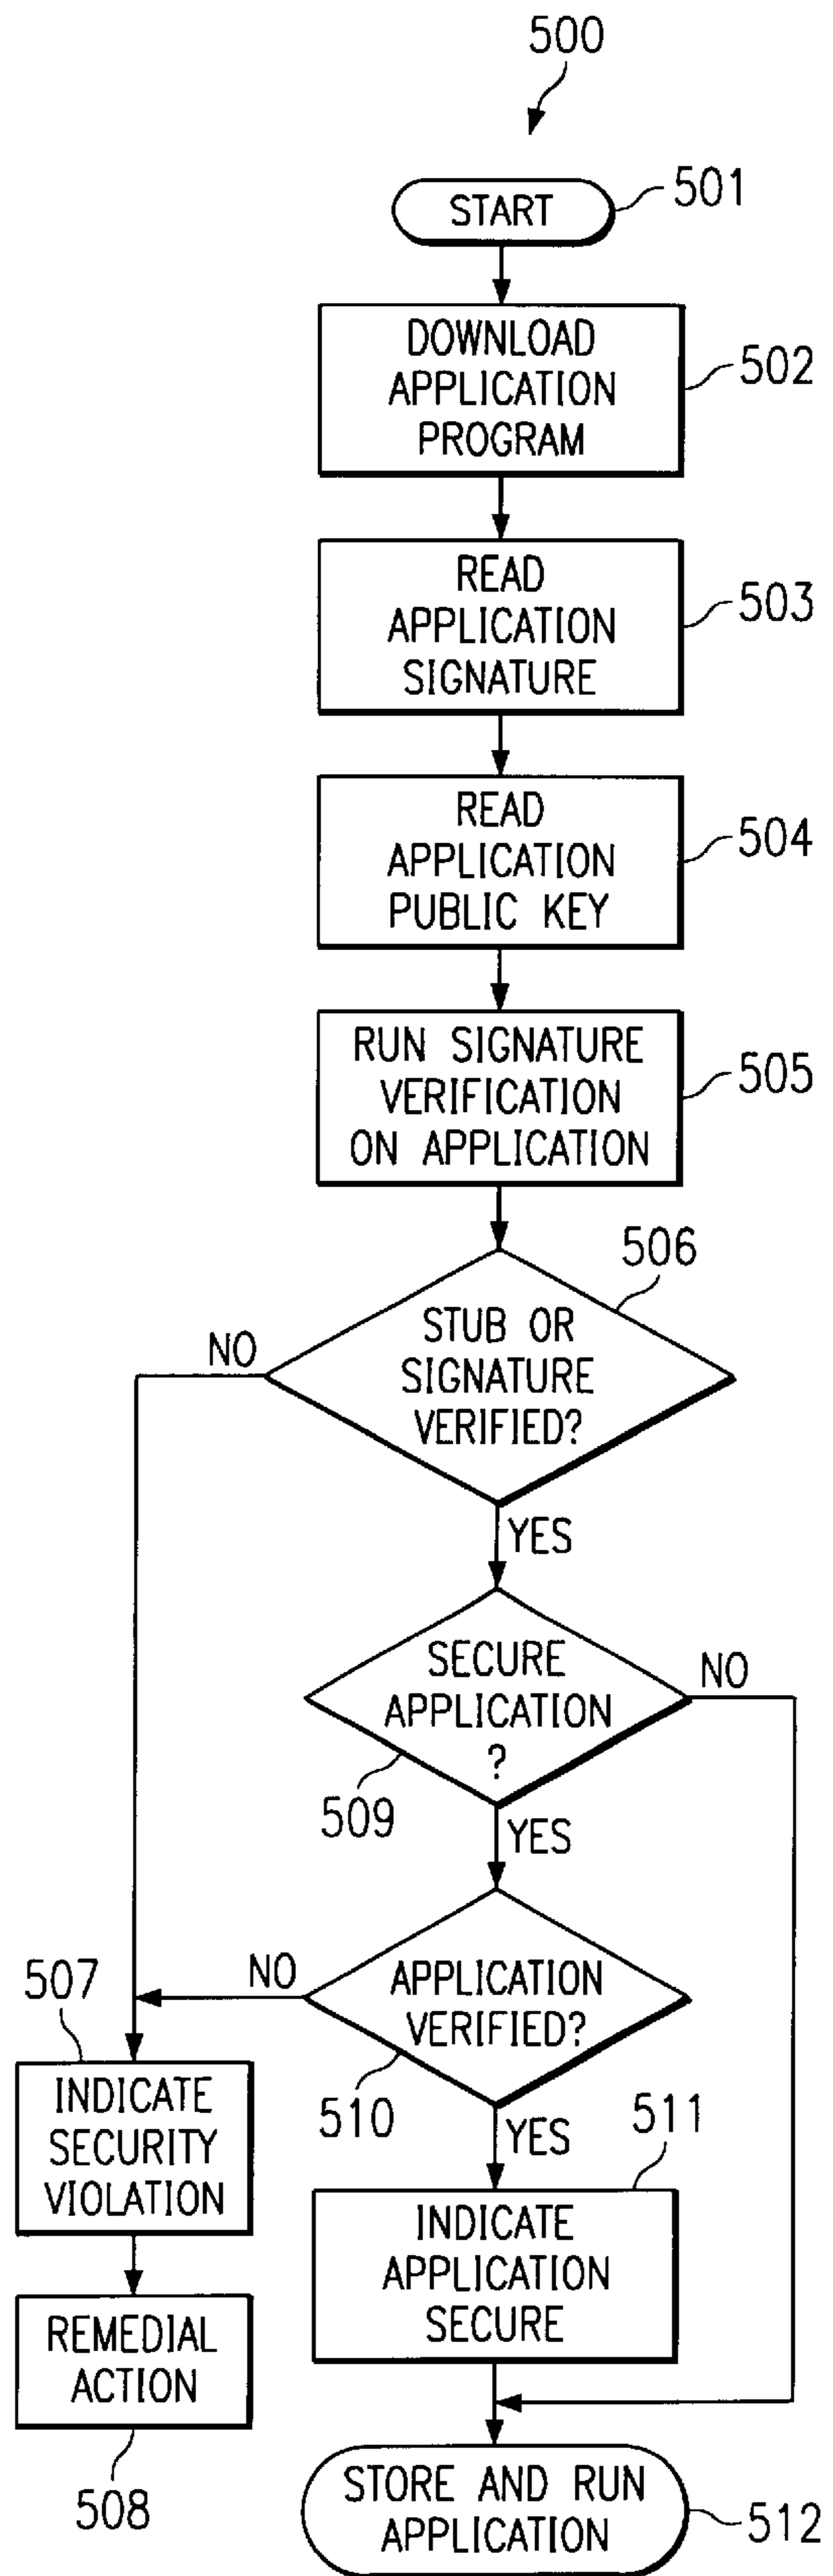 500
START
501
DOWNLOAD
APPLICATION
PROGRAM
502
READ
APPLICATION
SIGNATURE
503
READ
APPLICATION
PUBLIC KEY
504
RUN SIGNATURE
VERIFICATION
ON APPLICATION
505
506
STUB OR
SIGNATURE
VERIFIED?
NO
YES
SECURE
APPLICATION
?
NO
509
YES
APPLICATION
VERIFIED?
NO
510
YES
507
INDICATE
SECURITY
VIOLATION
511
INDICATE
APPLICATION
SECURE
REMEDIAL
ACTION
508
STORE AND RUN
APPLICATION
512